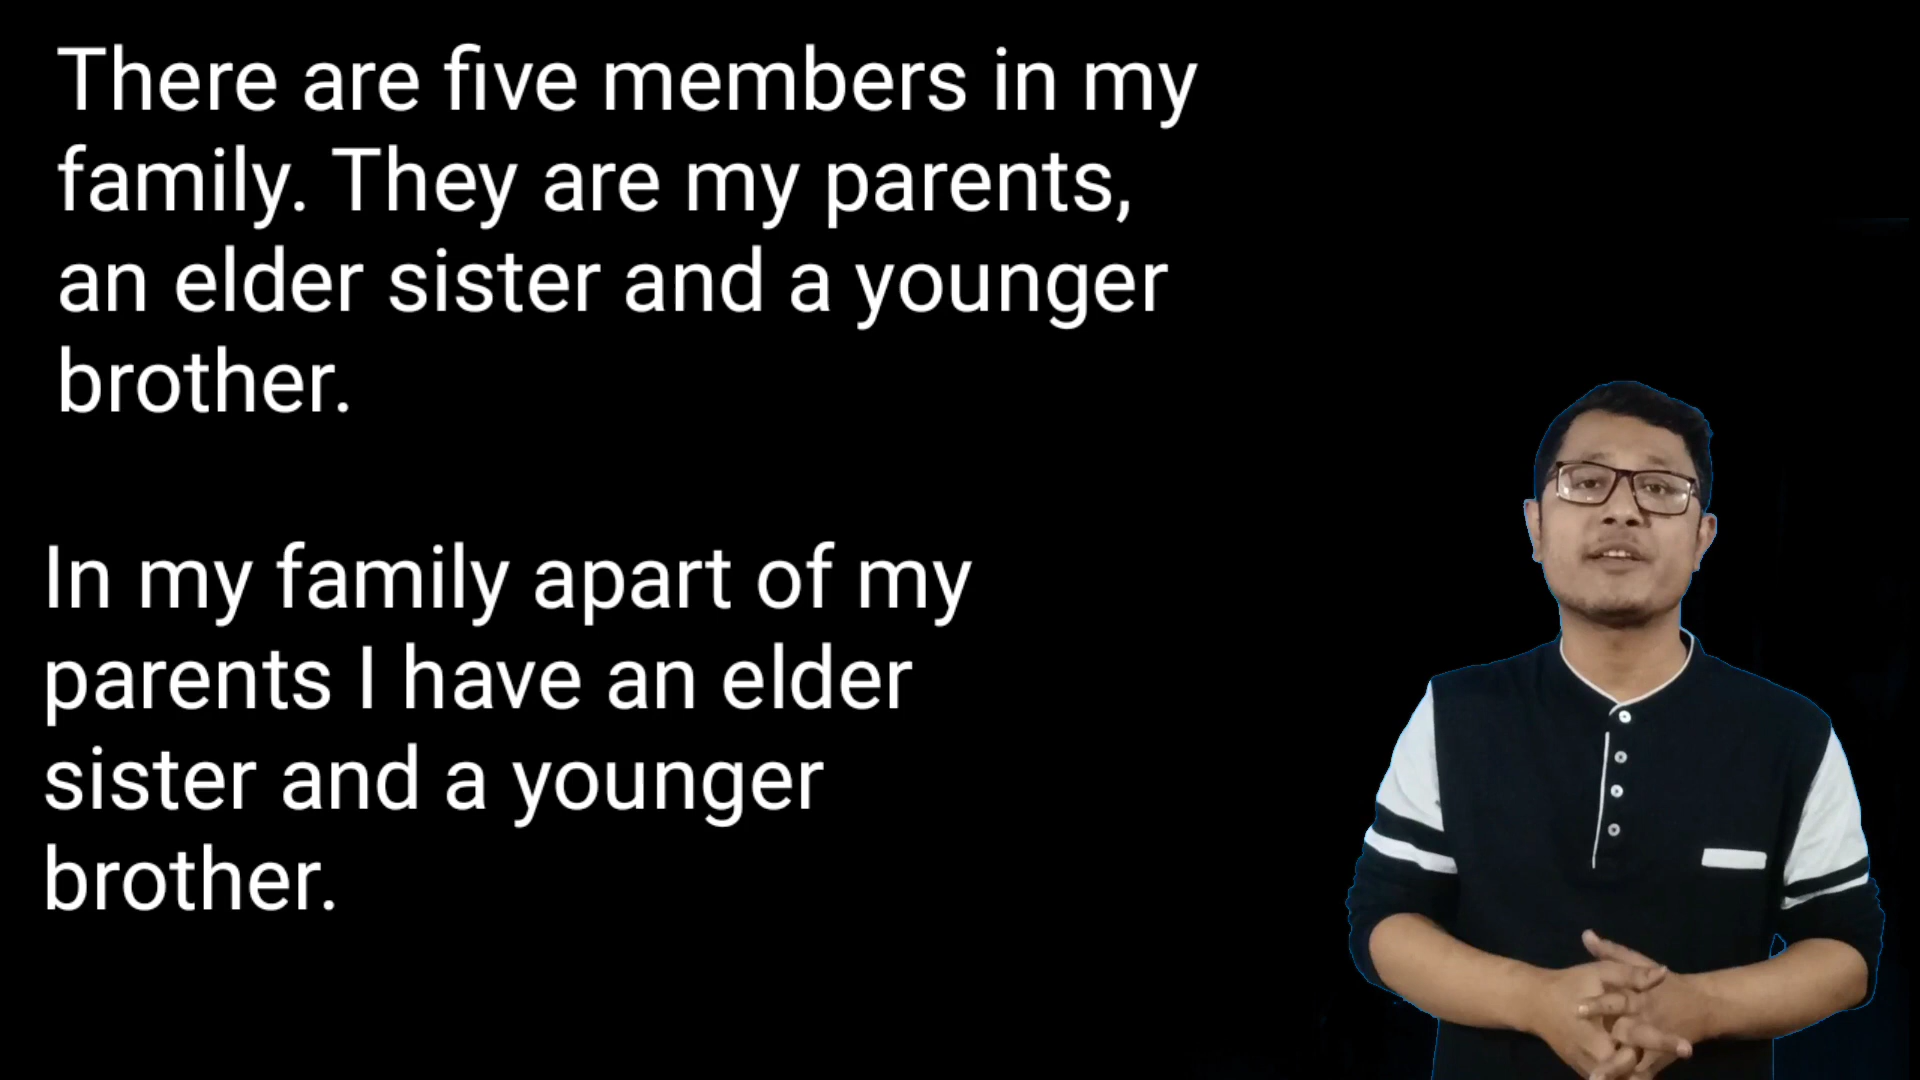 There are five members in my
family. They are my parents,
an elder sister and a younger
brother.
In my family apart of my
parents I have an elder
sister and a younger
brother.